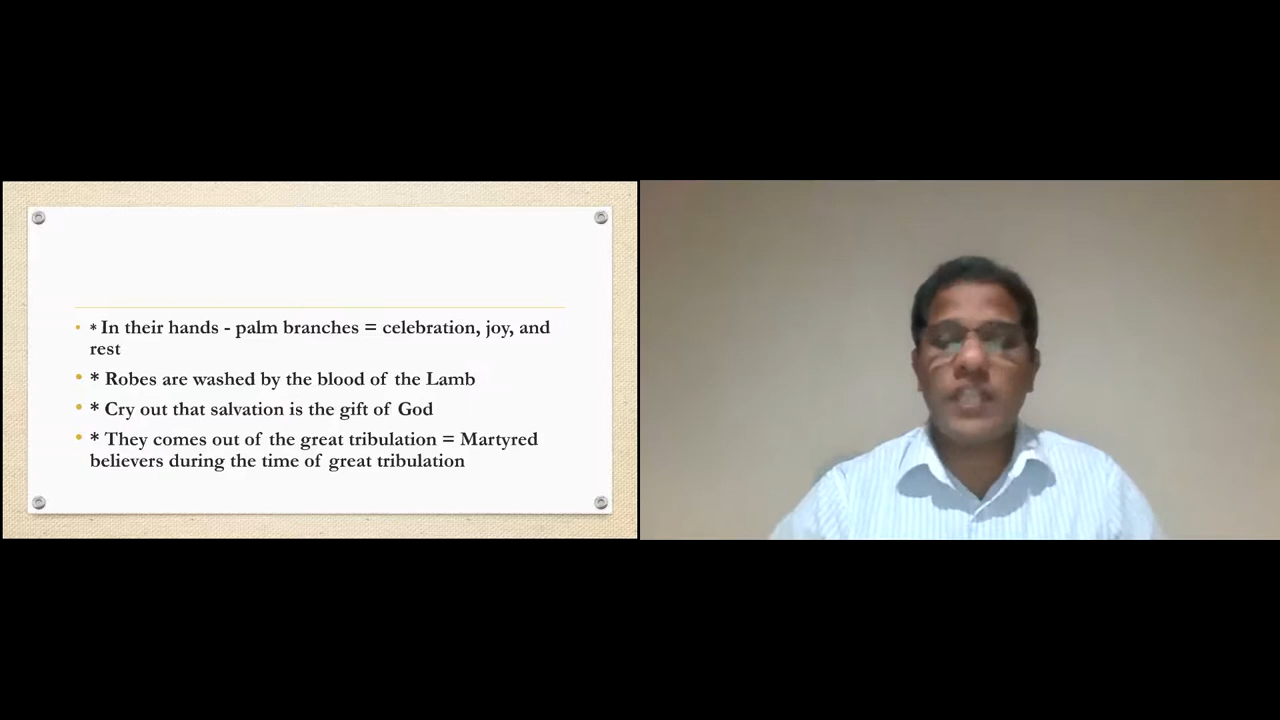 * In their hands - palm branches = celebration, joy, and
rest
* Robes are washed by the blood of the Lamb
* Cry out that salvation is the gift of God
* They comes out of the great tribulation = Martyred
believers during the time of great tribulation